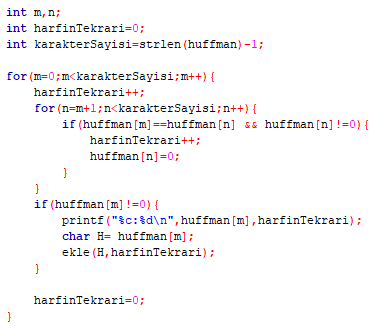 int m,n;
int harfinTekrari=0;
int karakterSayisi=strlen(huffman)-1;

for(m=0;m<karakterSayisi;m++){
    harfinTekrari++;
    for(n=m+1;n<karakterSayisi;n++){
        if(huffman[m]==huffman[n] && huffman[n]!=0){
            harfinTekrari++;
            huffman[n]=0;
        }
    }
    if(huffman[m]!=0){
        printf("%c:%d\n",huffman[m],harfinTekrari);
        char H= huffman[m];
        ekle(H,harfinTekrari);
    }

    harfinTekrari=0;
}